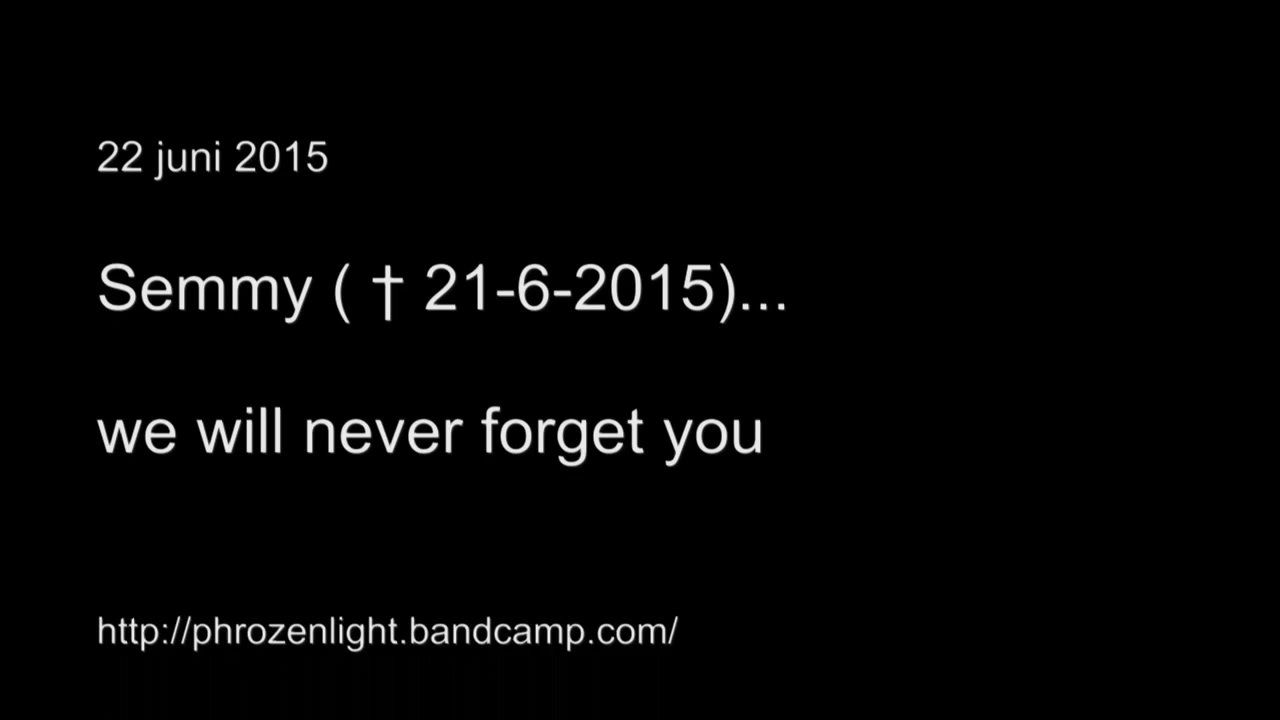 22 juni 2015
Semmy ( † 21-6-2015)...
we will never forget you
http://phrozenlight.bandcamp.com/